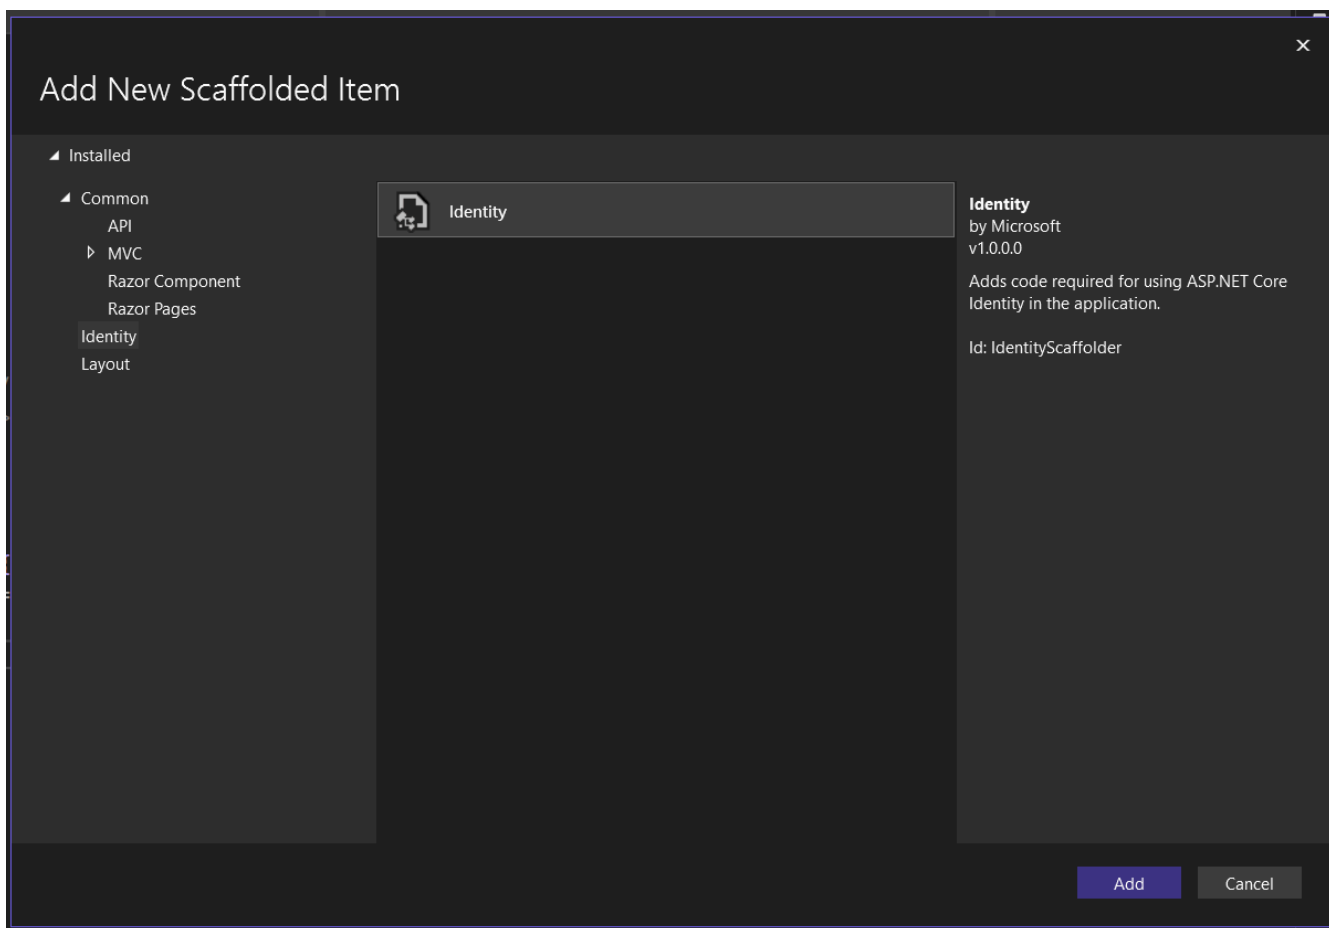 Add New Scaffolded Item
Installed
Common
API
MVC
Razor Component
Razor Pages
Identity
Layout
Identity
Identity
by Microsoft
v1.0.0.0
Adds code required for using ASP.NET Core
Identity in the application.
Id: IdentityScaffolder
Add
Cancel